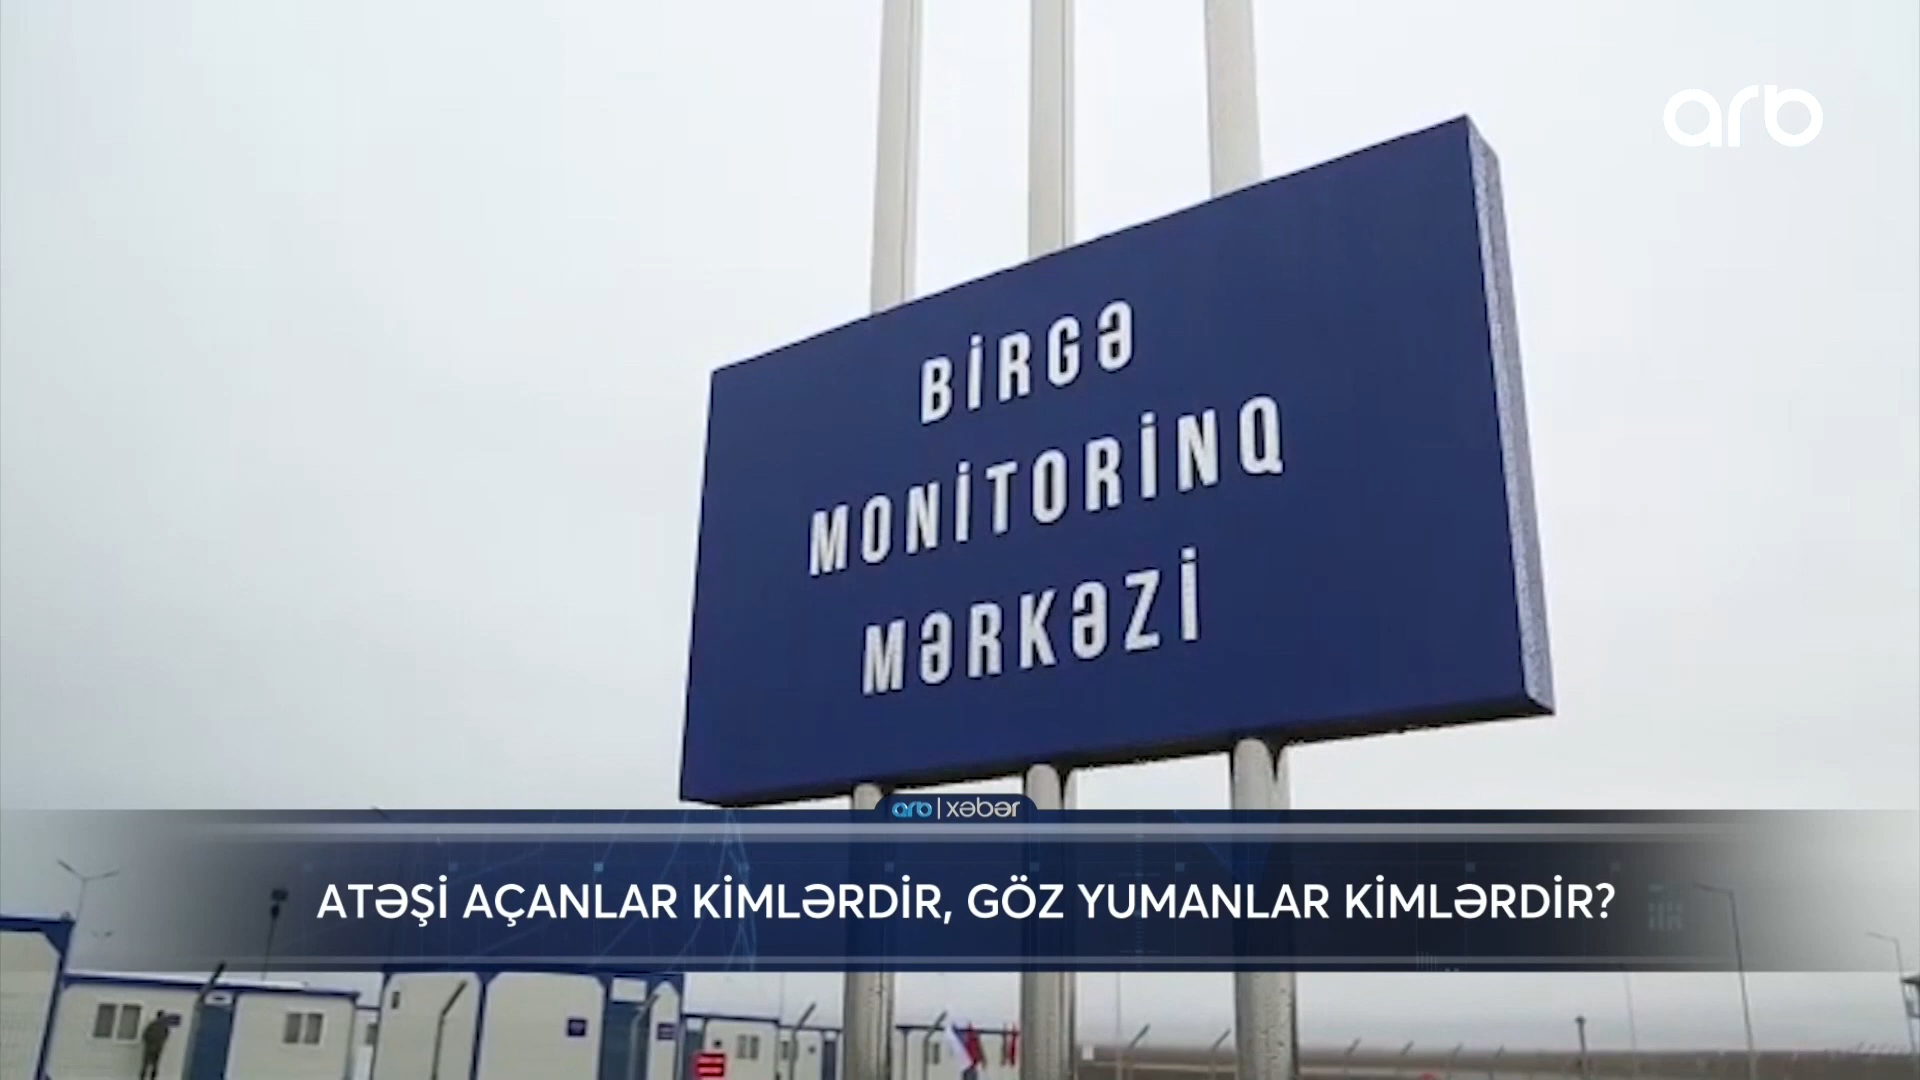 arb
BİRGƏ
MONİTORİNQ
MƏRKƏZİ
arb | xəbər
ATƏŞİ AÇANLAR KİMLƏRDİR, GÖZ YUMANLAR KİMLƏRDİR?